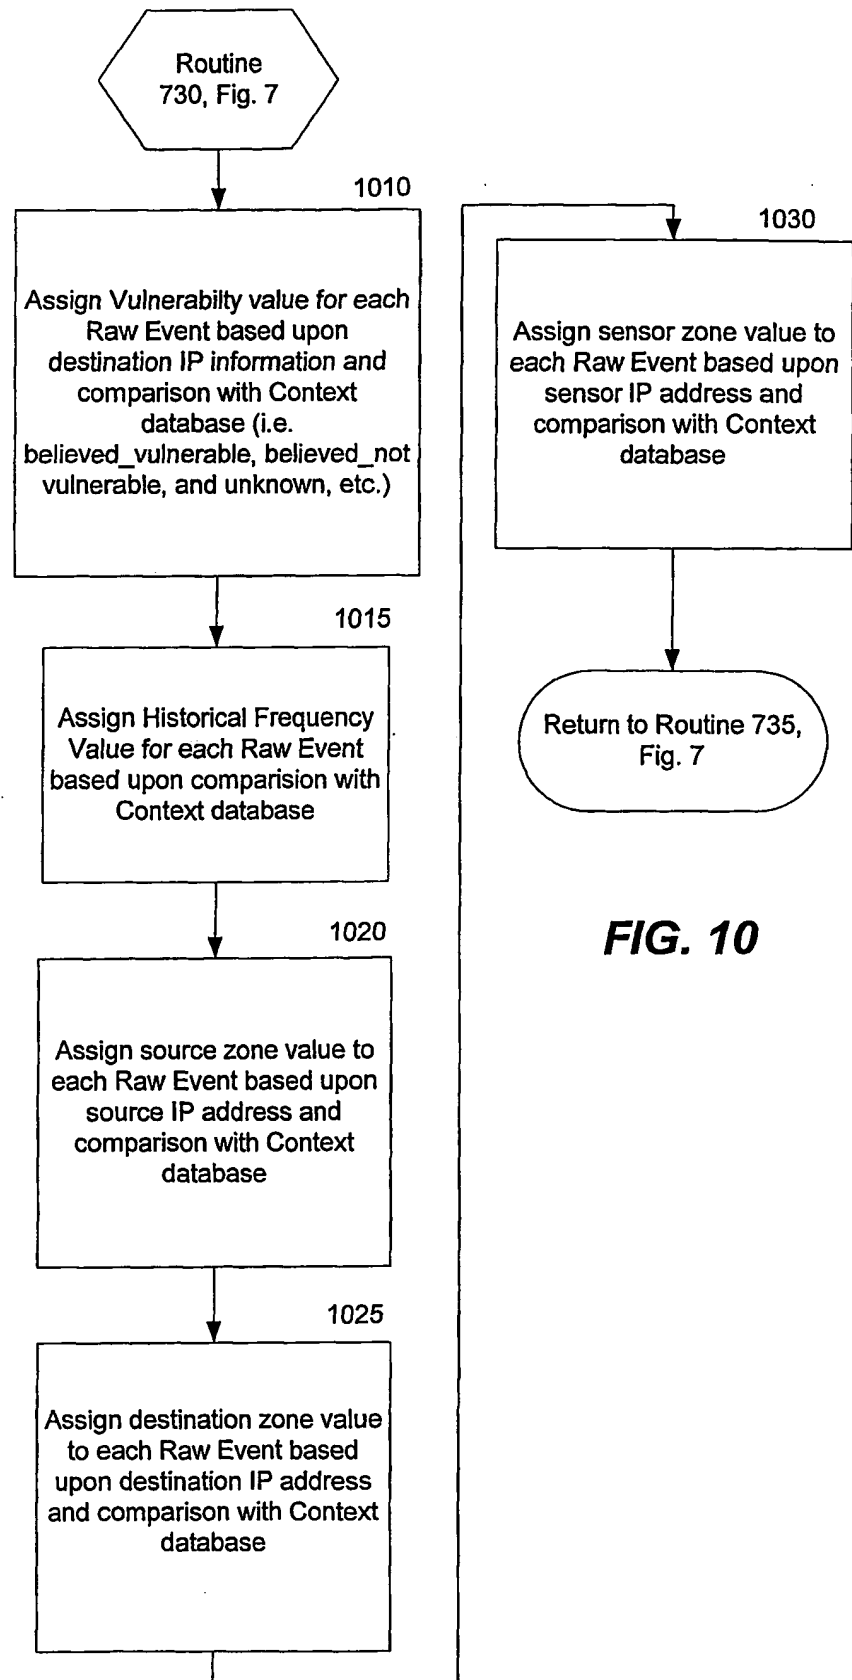 Routine
730, Fig. 7
1010
Assign Vulnerabilty value for each
Raw Event based upon
destination IP information and
comparison with Context
database (i.e.
believed_vulnerable, believed_not
vulnerable, and unknown, etc.)
1015
Assign Historical Frequency
Value for each Raw Event
based upon comparision with
Context database
1020
Assign source zone value to
each Raw Event based upon
source IP address and
comparison with Context
database
1025
Assign destination zone value
to each Raw Event based
upon destination IP address
and comparison with Context
database
1030
Assign sensor zone value to
each Raw Event based upon
sensor IP address and
comparison with Context
database
Return to Routine 735,
Fig. 7
FIG. 10